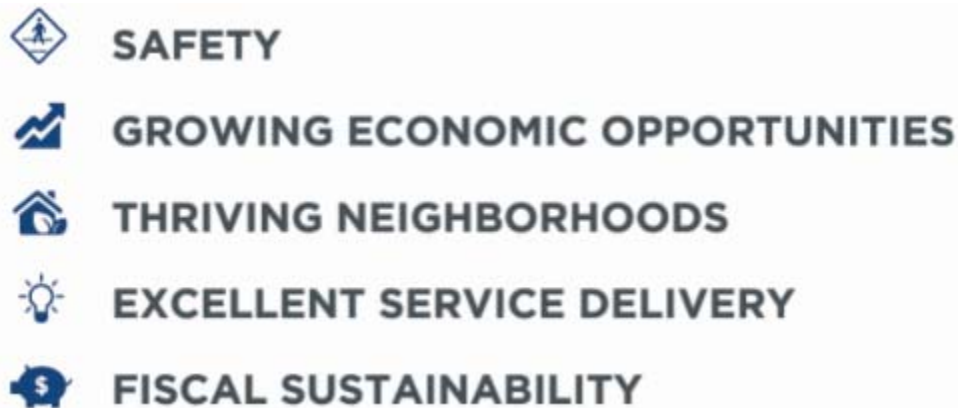 SAFETY
GROWING ECONOMIC OPPORTUNITIES
THRIVING NEIGHBORHOODS
EXCELLENT SERVICE DELIVERY
$ FISCAL SUSTAINABILITY